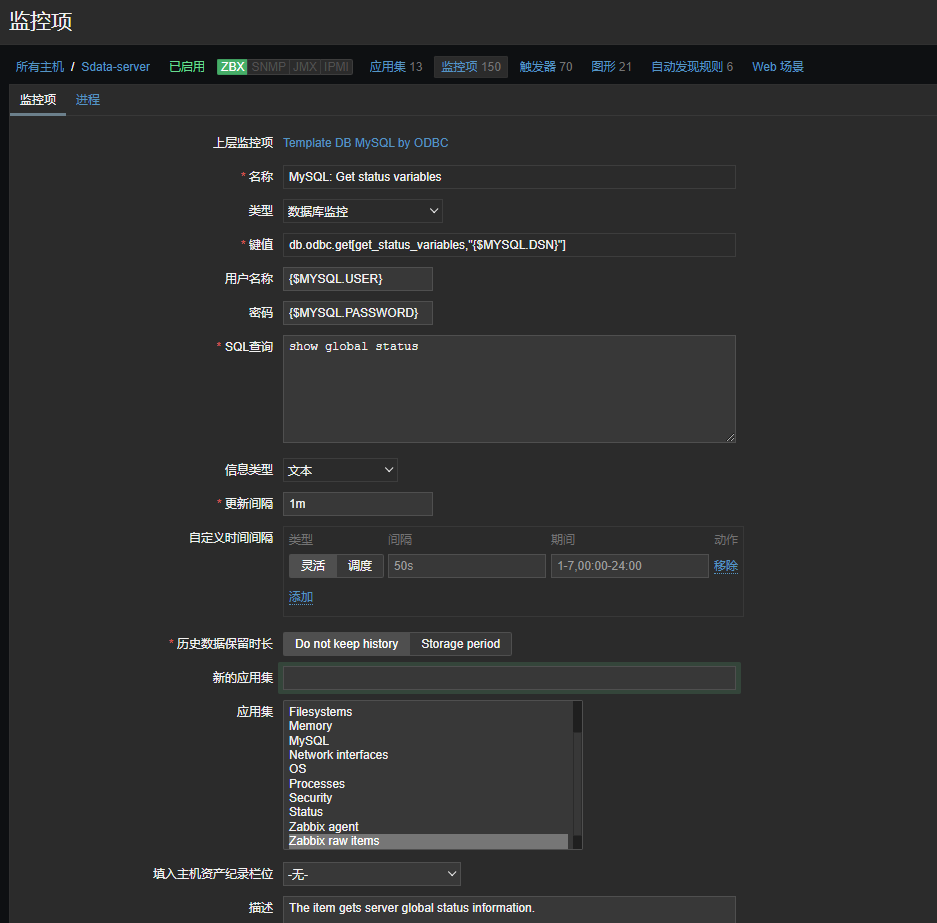 监控项
所有主机 / Sdata-server 已启用 ZBX SNMP JMX IPMI 应用集 13 监控项 150 触发器 70 图形 21 自动发现规则 6 Web 场景
监控项 进程
上层监控项 Template DB MySQL by ODBC
* 名称 MySQL: Get status variables
类型 数据库监控
* 键值 db.odbc.get[get_status_variables,"{$MYSQL.DSN}"]
用户名称 {$MYSQL.USER}
密码 {$MYSQL.PASSWORD}
* SQL查询 show global status
信息类型 文本
* 更新间隔 1m
自定义时间间隔 类型 间隔 期间 动作
灵活 调度 50s 1-7,00:00-24:00 移除
添加
* 历史数据保留时长 Do not keep history Storage period
新的应用集
应用集 Filesystems
Memory
MySQL
Network interfaces
OS
Processes
Security
Status
Zabbix agent
Zabbix raw items
填入主机资产纪录栏位 -无-
描述 The item gets server global status information.